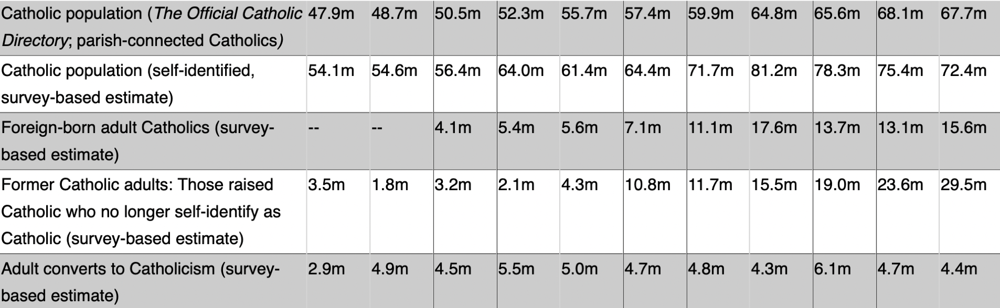 Catholic population (The Official Catholic 47.9m 48.7m 50.5m 52.3m 55.7m 57.4m 59.9m 64.8m 65.6m 68.1m 67.7m
Directory; parish-connected Catholics)
Catholic population (self-identified, 54.1m 54.6m 56.4m 64.0m 61.4m 64.4m 71.7m 81.2m 78.3m 75.4m 72.4m
survey-based estimate)
Foreign-born adult Catholics (survey- -- -- 4.1m 5.4m 5.6m 7.1m 11.1m 17.6m 13.7m 13.1m 15.6m
based estimate)
Former Catholic adults: Those raised 3.5m 1.8m 3.2m 2.1m 4.3m 10.8m 11.7m 15.5m 19.0m 23.6m 29.5m
Catholic who no longer self-identify as
Catholic (survey-based estimate)
Adult converts to Catholicism (survey- 2.9m 4.9m 4.5m 5.5m 5.0m 4.7m 4.8m 4.3m 6.1m 4.7m 4.4m
based estimate)